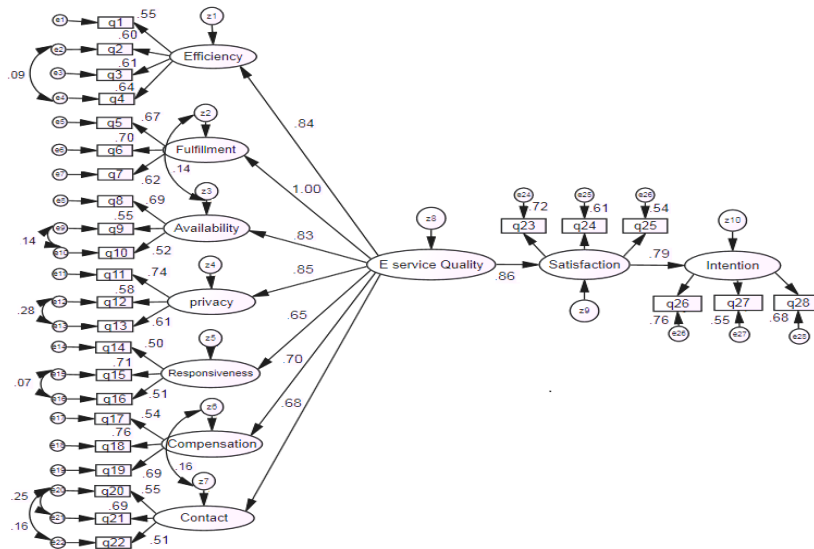 z1
e1 q1 .55
e2 q2 .60
Efficiency
e3 q3 .61
.09
e4 q4 .64
z2
e5 q5 .67
e6 q6 .70
Fulfillment
e7 q7 .62
.14
z3
e8 q8 .69
e9 q9 .55
Availability
14
e10 q10 .52
z4
e11 q11 .74
e12 q12 .58
privacy
.28
e13 q13 .61
z5
e14 q14 .50
e15 q15 .71
Responsiveness
.07
e16 q16 .51
z6
e17 q17 .54
e18 q18 .76
Compensation
e19 q19 .69
.16
z7
e20 q20 .55
.25
e21 q21 .69
Contact
.16
e22 q22 .51
.84
1.00
.83
.85
.65
.70
.68
z8
E service Quality
.86
e24 e25 e26
.72 .61 .54
q23 q24 q25
Satisfaction
z9
.79
z10
Intention
q26 q27 q28
.76 .55 .68
e26 e27 e28